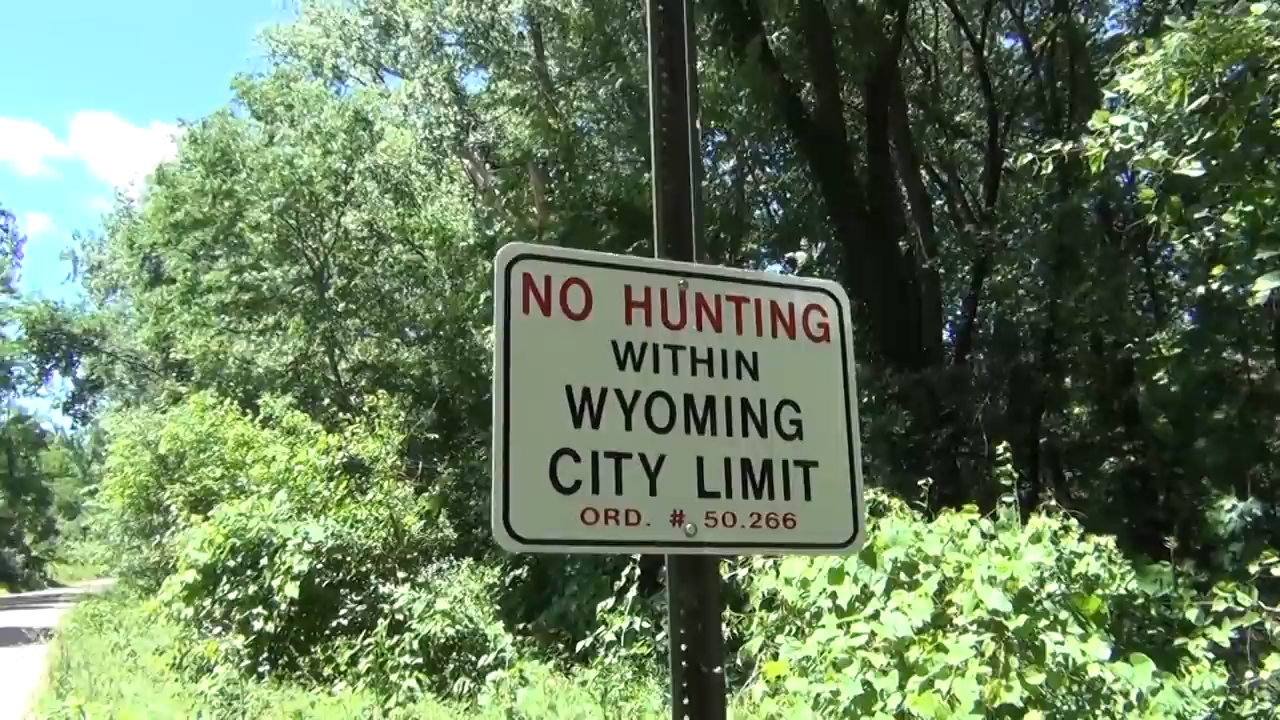 NO HUNTING
WITHIN
WYOMING
CITY LIMIT
ORD. # 50.266